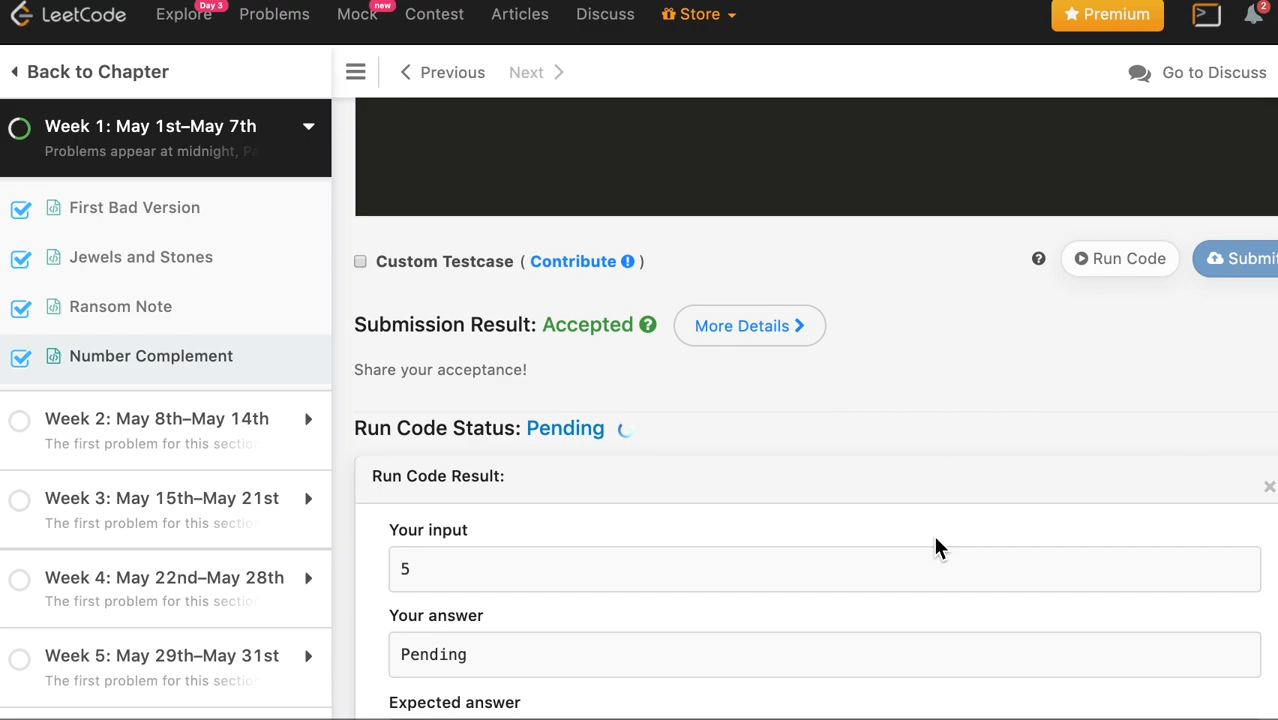 LeetCode
Explore
Day 3
Problems
Mock
new
Contest
Articles
Discuss
Store
Premium
2
Back to Chapter
Previous
Next
Go to Discuss
Week 1: May 1st–May 7th
Problems appear at midnight,
First Bad Version
Jewels and Stones
Ransom Note
Number Complement
Week 2: May 8th–May 14th
The first problem for this sectio
Week 3: May 15th–May 21st
The first problem for this sectio
Week 4: May 22nd–May 28th
The first problem for this sectio
Week 5: May 29th–May 31st
The first problem for this sectio
Custom Testcase ( Contribute )
Run Code
Submit
Submission Result: Accepted
More Details
Share your acceptance!
Run Code Status: Pending
Run Code Result:
Your input
5
Your answer
Pending
Expected answer